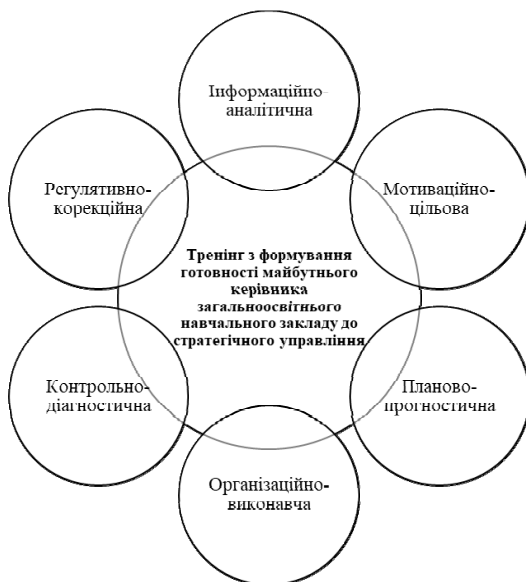 Інформаційно-
аналітична
Регулятивно-
корекційна
Мотиваційно-
цільова
Тренінг з формування
готовності майбутнього
керівника
загальноосвітнього
навчального закладу до
стратегічного управління
Контрольно-
діагностична
Планово-
прогностична
Організаційно-
виконавча